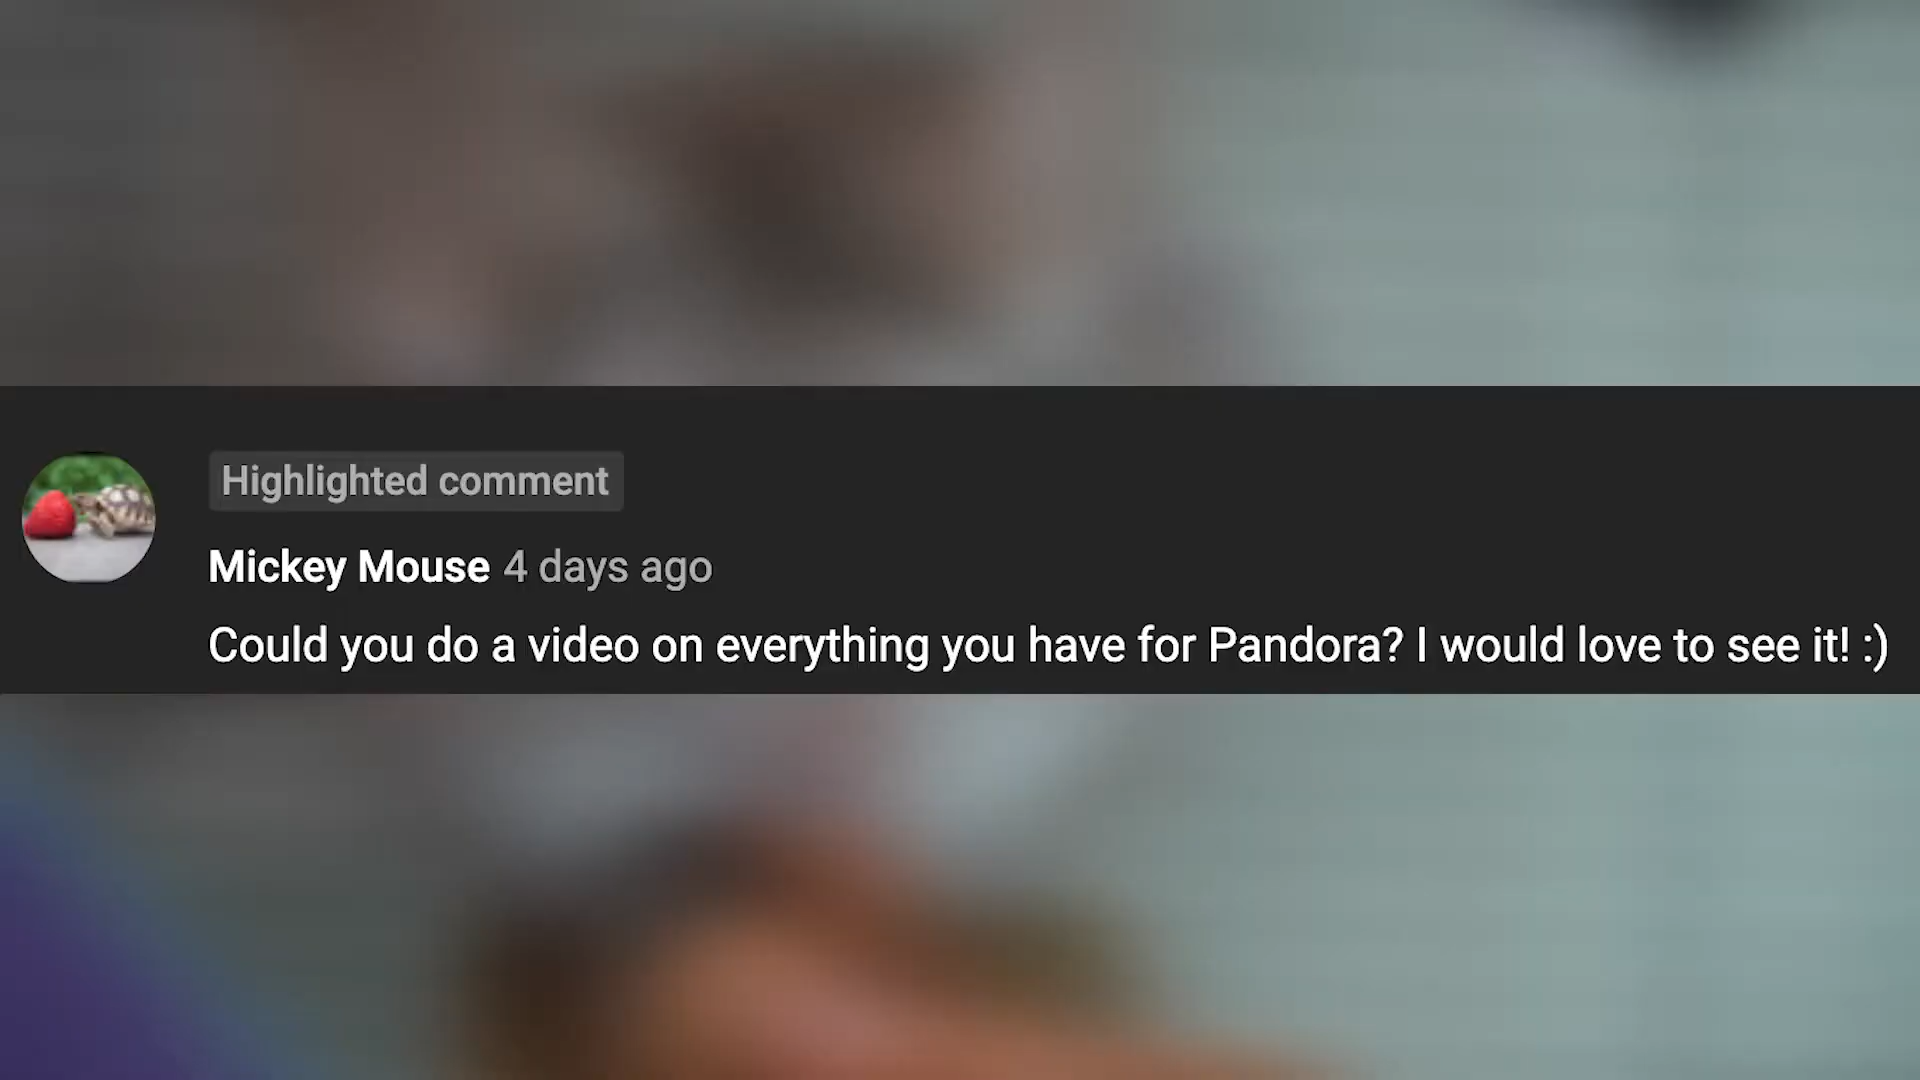 Highlighted comment
Mickey Mouse 4 days ago
Could you do a video on everything you have for Pandora? I would love to see it! :)